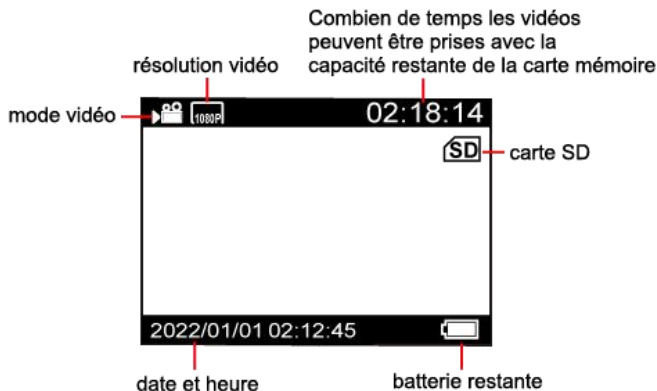 Combien de temps les vidéos
peuvent être prises avec la
capacité restante de la carte mémoire
résolution vidéo
mode vidéo
1080P
02:18:14
SD
carte SD
2022/01/01 02:12:45
date et heure
batterie restante